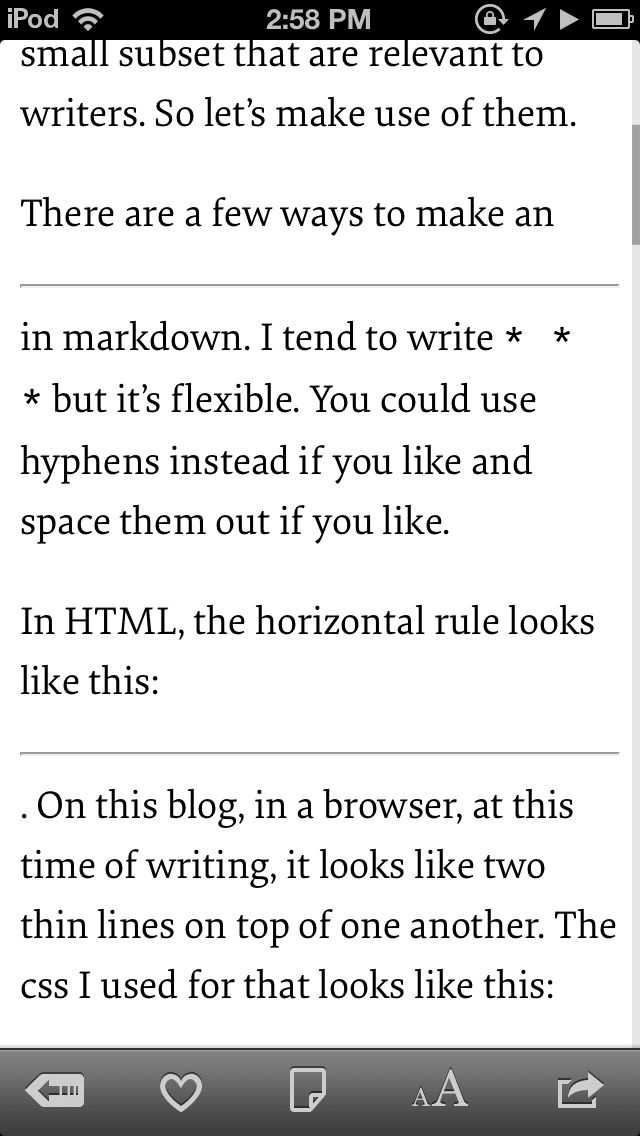 iPod 2:58 PM
small subset that are relevant to
writers. So let’s make use of them.
There are a few ways to make an
in markdown. I tend to write * *
* but it’s flexible. You could use
hyphens instead if you like and
space them out if you like.
In HTML, the horizontal rule looks
like this:
. On this blog, in a browser, at this
time of writing, it looks like two
thin lines on top of one another. The
css I used for that looks like this:
AA